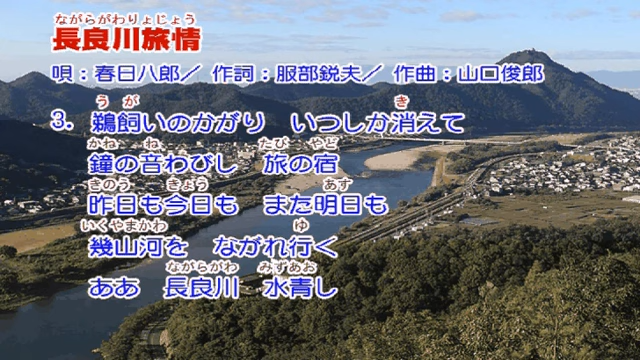 ながらがわりょじょう
長良川旅情
唄：春日八郎／ 作詞：服部鋭夫／ 作曲：山口俊郎
う が き
3. 鵜飼いのかがり いつしか消えて
かね ね たび やど
鐘の音わびし 旅の宿
きのう きょう あす
昨日も今日も また明日も
いくやまかわ ゆ
幾山河を ながれ行く
ながらがわ みずあお
ああ 長良川 水青し